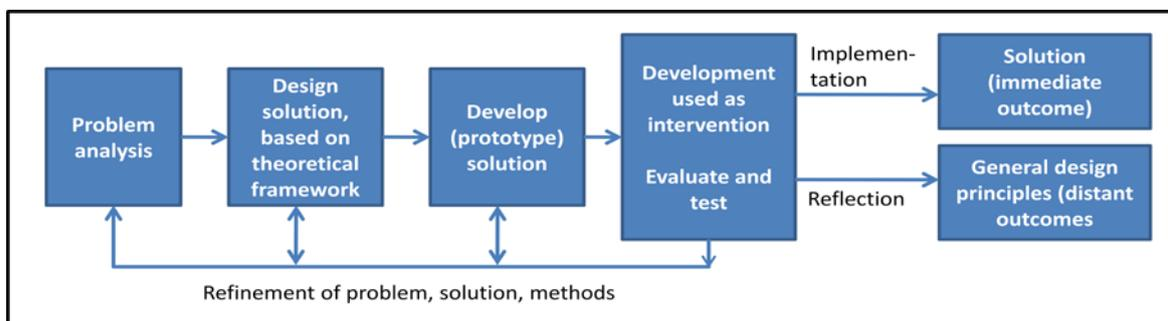 Problem
analysis
Design
solution,
based on
theoretical
framework
Develop
(prototype)
solution
Development
used as
intervention
Evaluate and
test
Implemen-
tation
Reflection
Solution
(immediate
outcome)
General design
principles (distant
outcomes
Refinement of problem, solution, methods